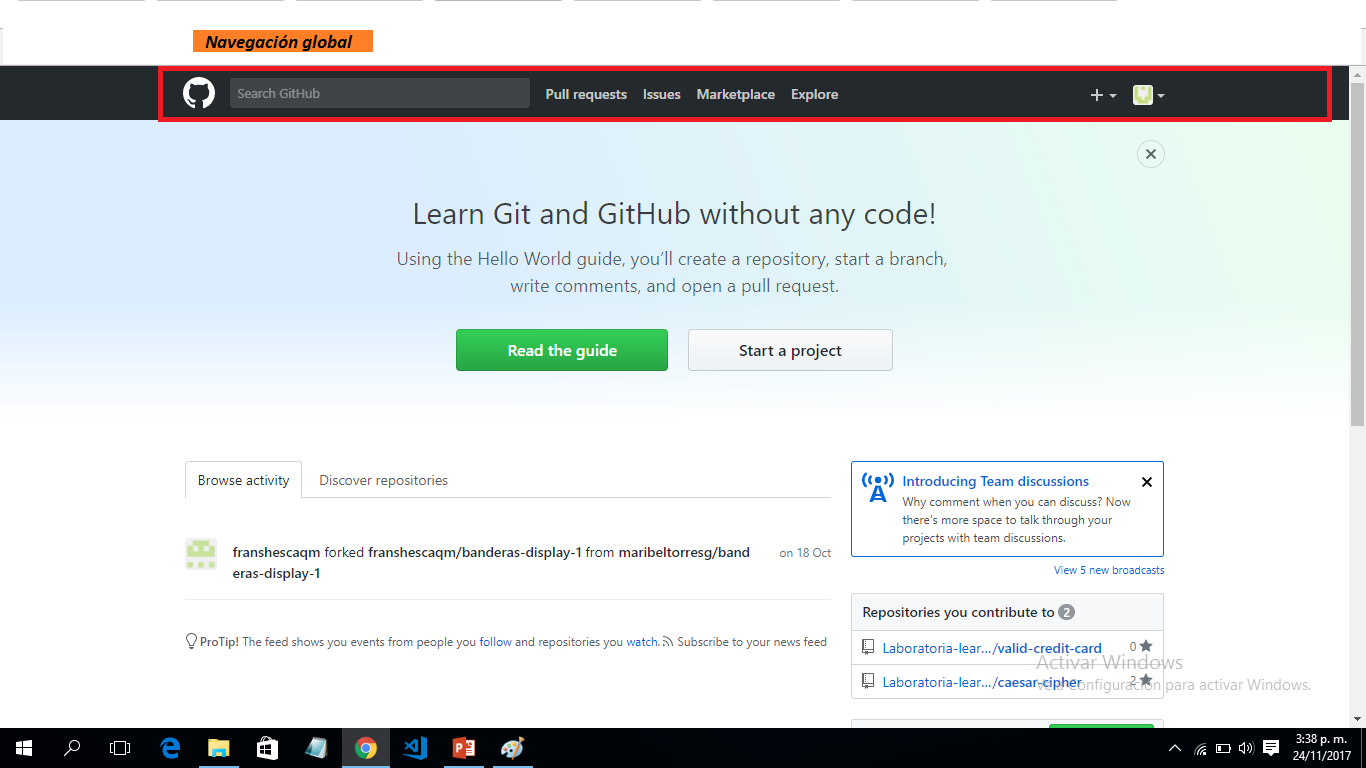 Navegación global
Search GitHub
Pull requests Issues Marketplace Explore
Learn Git and GitHub without any code!
Using the Hello World guide, you’ll create a repository, start a branch,
write comments, and open a pull request.
Read the guide Start a project
Browse activity Discover repositories
franshescaqm forked franshescaqm/banderas-display-1 from maribeltorresg/band
eras-display-1
on 18 Oct
ProTip! The feed shows you events from people you follow and repositories you watch. Subscribe to your news feed
Introducing Team discussions
Why comment when you can discuss? Now
there's more space to talk through your
projects with team discussions.
View 5 new broadcasts
Repositories you contribute to 2
Laboratoria-lear.../valid-credit-card 0
Laboratoria-lear.../caesar-cipher 2
Activar Windows
Ve a Configuración para activar Windows.
3:38 p. m.
24/11/2017